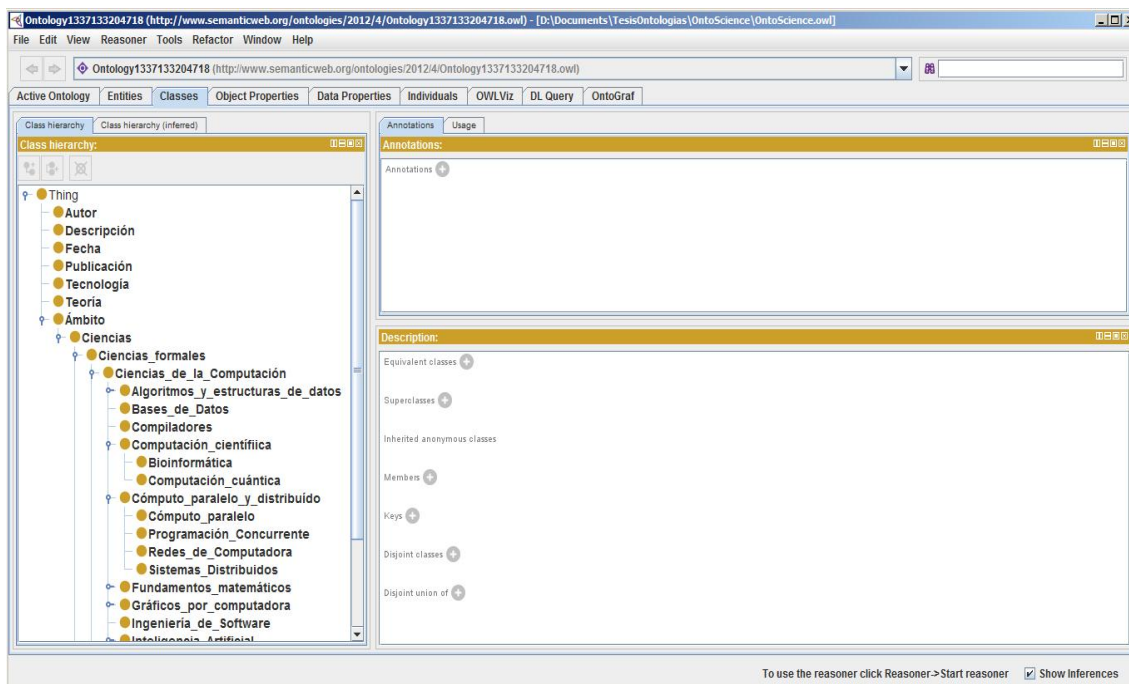 Ontology1337133204718 (http://www.semanticweb.org/ontologies/2012/4/Ontology1337133204718.owl) - [D:\Documents\TesisOntologias\OntoScience\OntoScience.owl]
File Edit View Reasoner Tools Refactor Window Help
Ontology1337133204718 (http://www.semanticweb.org/ontologies/2012/4/Ontology1337133204718.owl)
Active Ontology Entities Classes Object Properties Data Properties Individuals OWLViz DL Query OntoGraf
Class hierarchy Class hierarchy (inferred)
Class hierarchy:
Thing
Autor
Descripción
Fecha
Publicación
Tecnología
Teoría
Ámbito
Ciencias
Ciencias_formales
Ciencias_de_la_Computación
Algoritmos_y_estructuras_de_datos
Bases_de_Datos
Compiladores
Computación_científiica
Bioinformática
Computación_cuántica
Cómputo_paralelo_y_distribuído
Cómputo_paralelo
Programación_Concurrente
Redes_de_Computadora
Sistemas_Distribuidos
Fundamentos_matemáticos
Gráficos_por_computadora
Ingeniería_de_Software
Inteligencia_Artificial
Annotations Usage
Annotations:
Annotations
Description:
Equivalent classes
Superclasses
Inherited anonymous classes
Members
Keys
Disjoint classes
Disjoint union of
To use the reasoner click Reasoner->Start reasoner Show Inferences